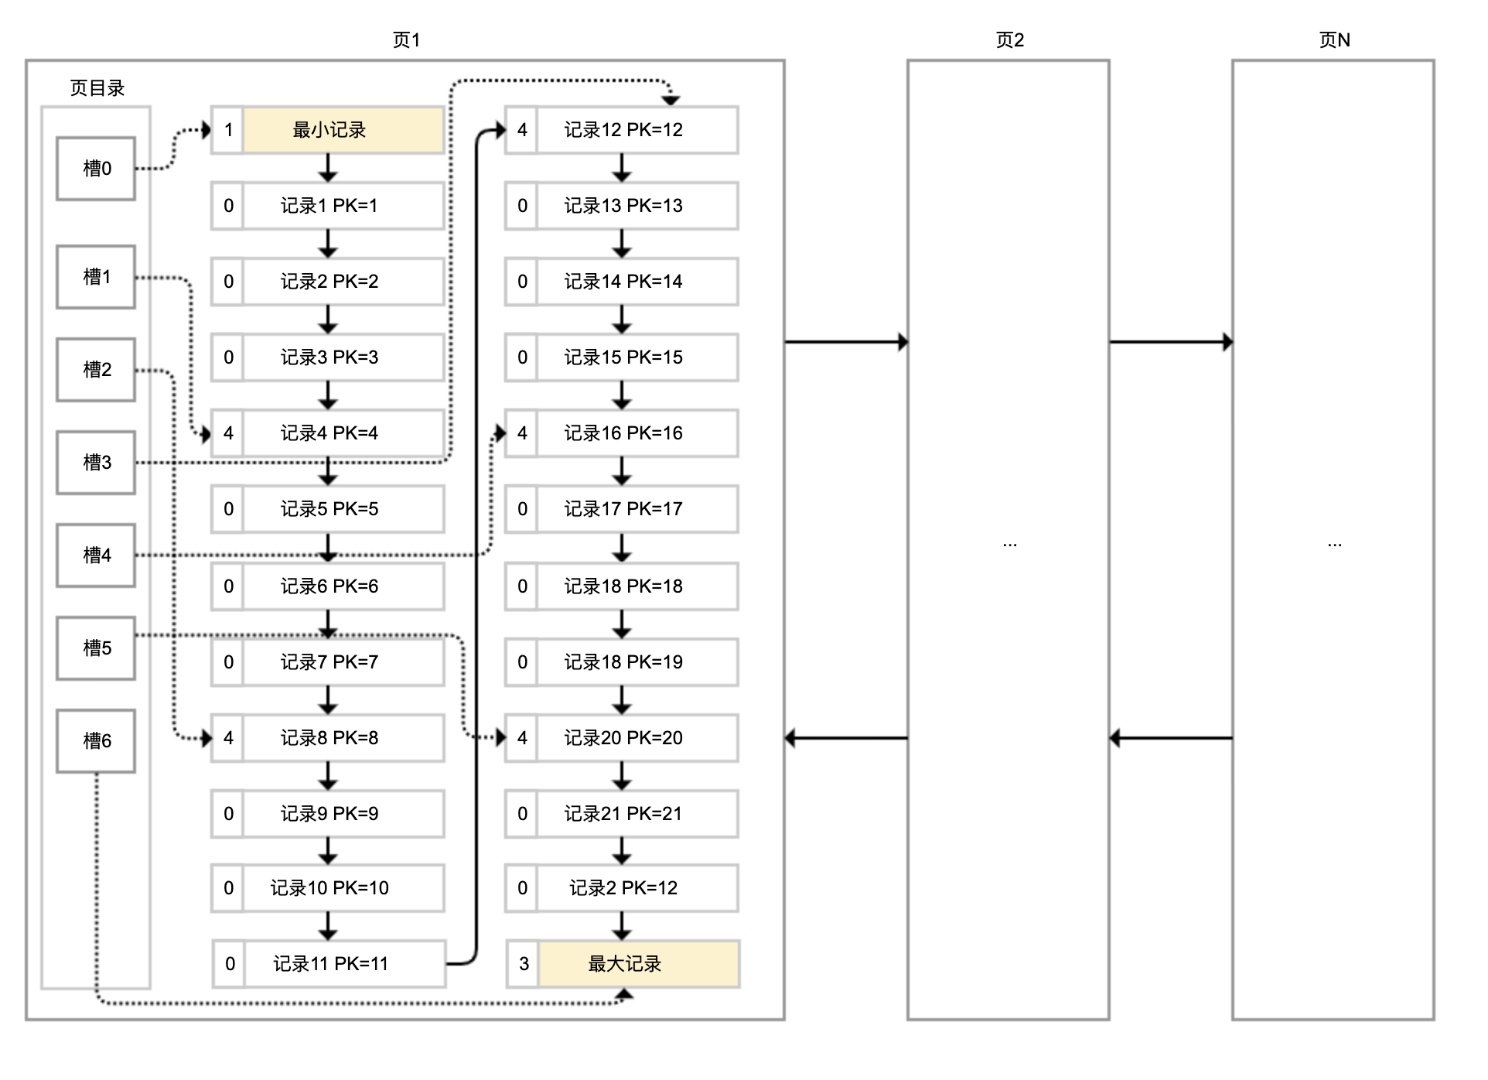 页1
页2
页N
页目录
槽0
槽1
槽2
槽3
槽4
槽5
槽6
1 最小记录
0 记录1 PK=1
0 记录2 PK=2
0 记录3 PK=3
4 记录4 PK=4
0 记录5 PK=5
0 记录6 PK=6
0 记录7 PK=7
4 记录8 PK=8
0 记录9 PK=9
0 记录10 PK=10
0 记录11 PK=11
4 记录12 PK=12
0 记录13 PK=13
0 记录14 PK=14
0 记录15 PK=15
4 记录16 PK=16
0 记录17 PK=17
0 记录18 PK=18
0 记录18 PK=19
4 记录20 PK=20
0 记录21 PK=21
0 记录2 PK=12
3 最大记录
...
...